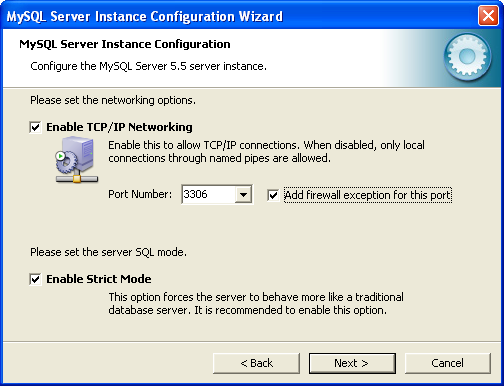 MySQL Server Instance Configuration Wizard
MySQL Server Instance Configuration
Configure the MySQL Server 5.5 server instance.
Please set the networking options.
Enable TCP/IP Networking
Enable this to allow TCP/IP connections. When disabled, only local
connections through named pipes are allowed.
Port Number: 3306 Add firewall exception for this port
Please set the server SQL mode.
Enable Strict Mode
This option forces the server to behave more like a traditional
database server. It is recommended to enable this option.
< Back Next > Cancel